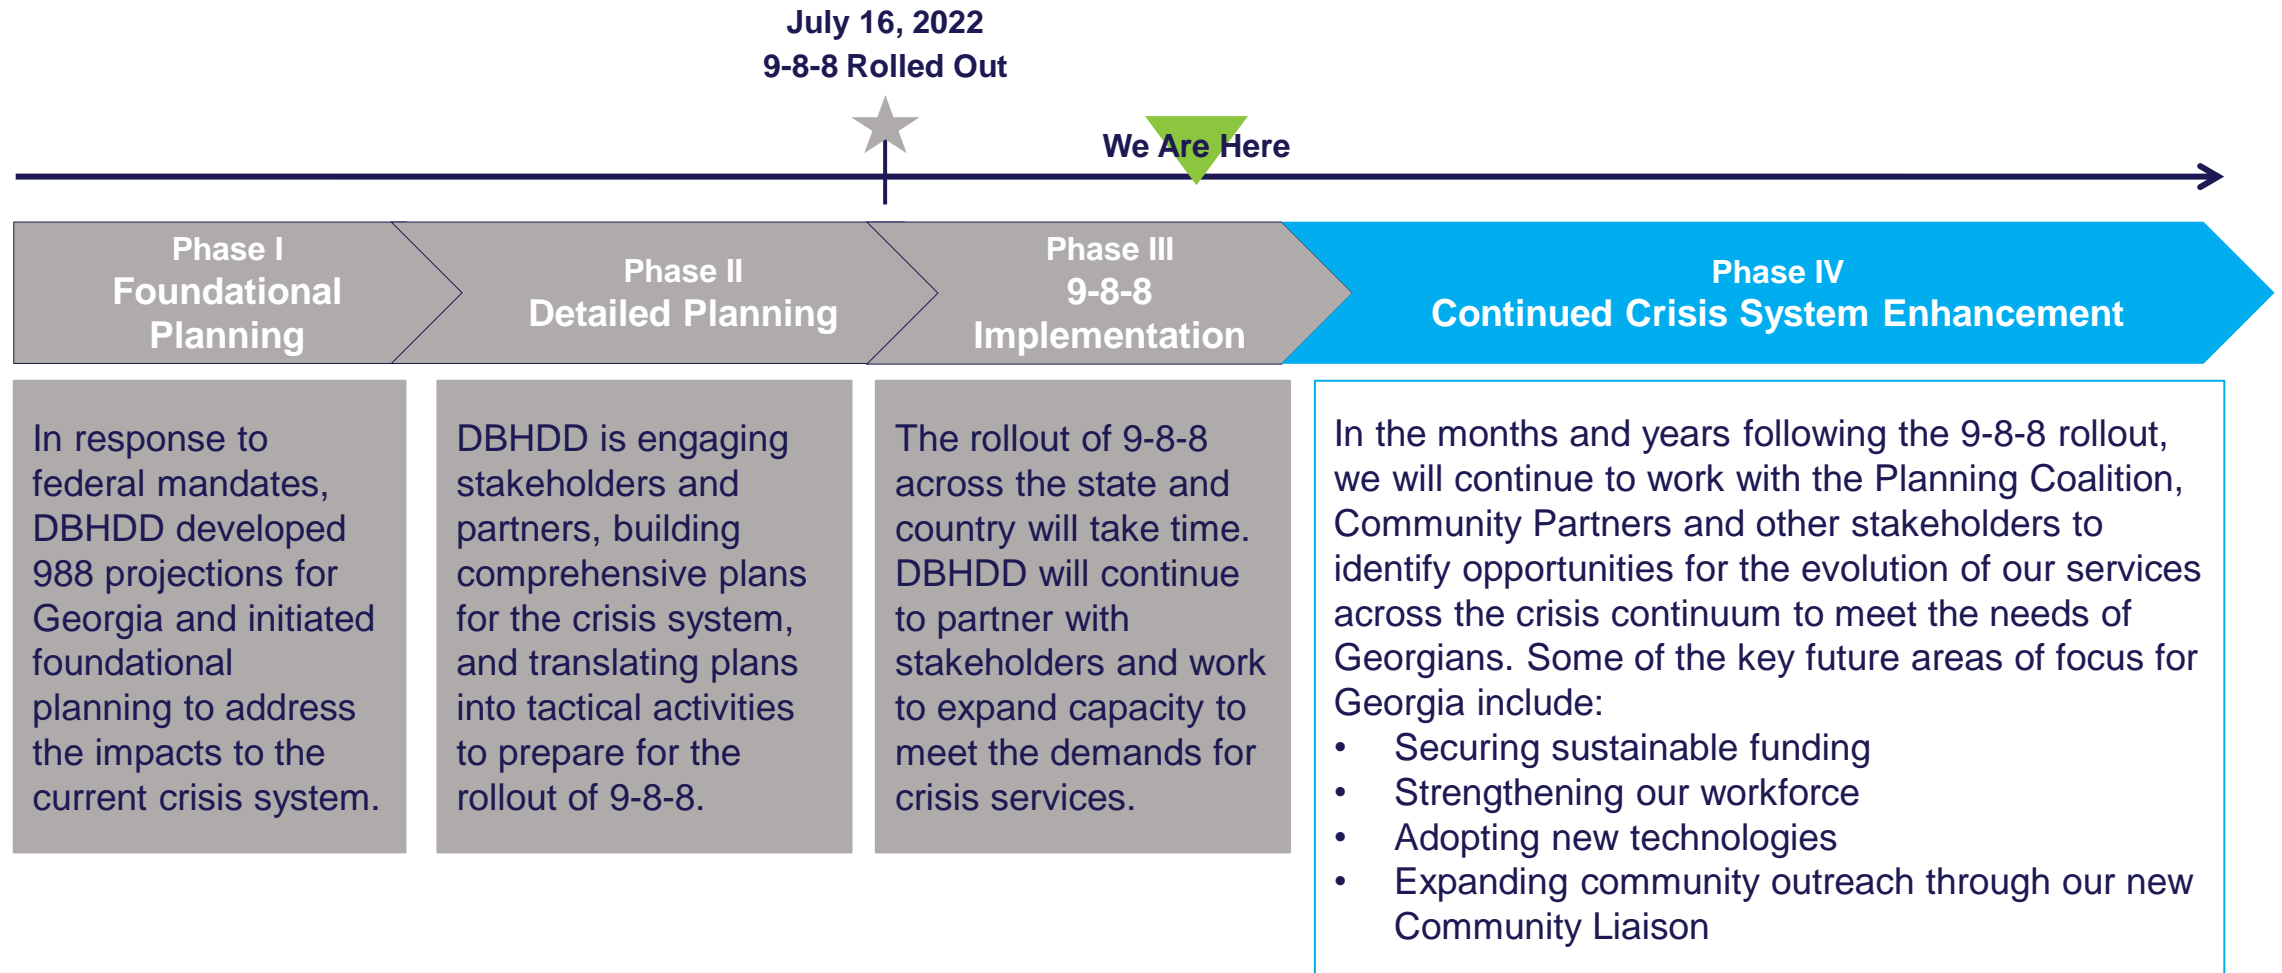 July 16, 2022
9-8-8 Rolled Out
We Are Here
Phase I
Foundational
Planning
Phase II
Detailed Planning
Phase III
9-8-8
Implementation
Phase IV
Continued Crisis System Enhancement
In response to
federal mandates,
DBHDD developed
988 projections for
Georgia and initiated
foundational
planning to address
the impacts to the
current crisis system.
DBHDD is engaging
stakeholders and
partners, building
comprehensive plans
for the crisis system,
and translating plans
into tactical activities
to prepare for the
rollout of 9-8-8.
The rollout of 9-8-8
across the state and
country will take time.
DBHDD will continue
to partner with
stakeholders and work
to expand capacity to
meet the demands for
crisis services.
In the months and years following the 9-8-8 rollout,
we will continue to work with the Planning Coalition,
Community Partners and other stakeholders to
identify opportunities for the evolution of our services
across the crisis continuum to meet the needs of
Georgians. Some of the key future areas of focus for
Georgia include:
• Securing sustainable funding
• Strengthening our workforce
• Adopting new technologies
• Expanding community outreach through our new
Community Liaison